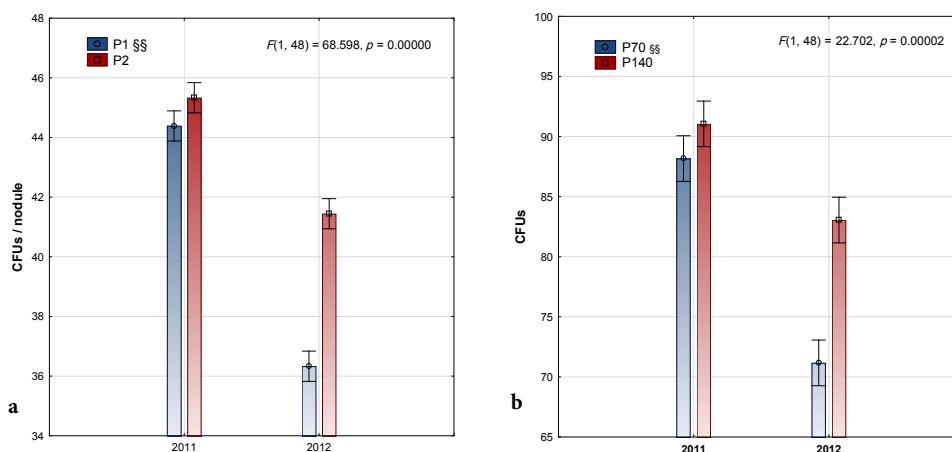 48
46
44
42
40
38
36
34
CFUs / nodule
P1 §§
P2
F(1, 48) = 68.598, p = 0.00000
2011
2012
a
100
95
90
85
80
75
70
65
CFUs
P70 §§
P140
F(1, 48) = 22.702, p = 0.00002
2011
2012
b